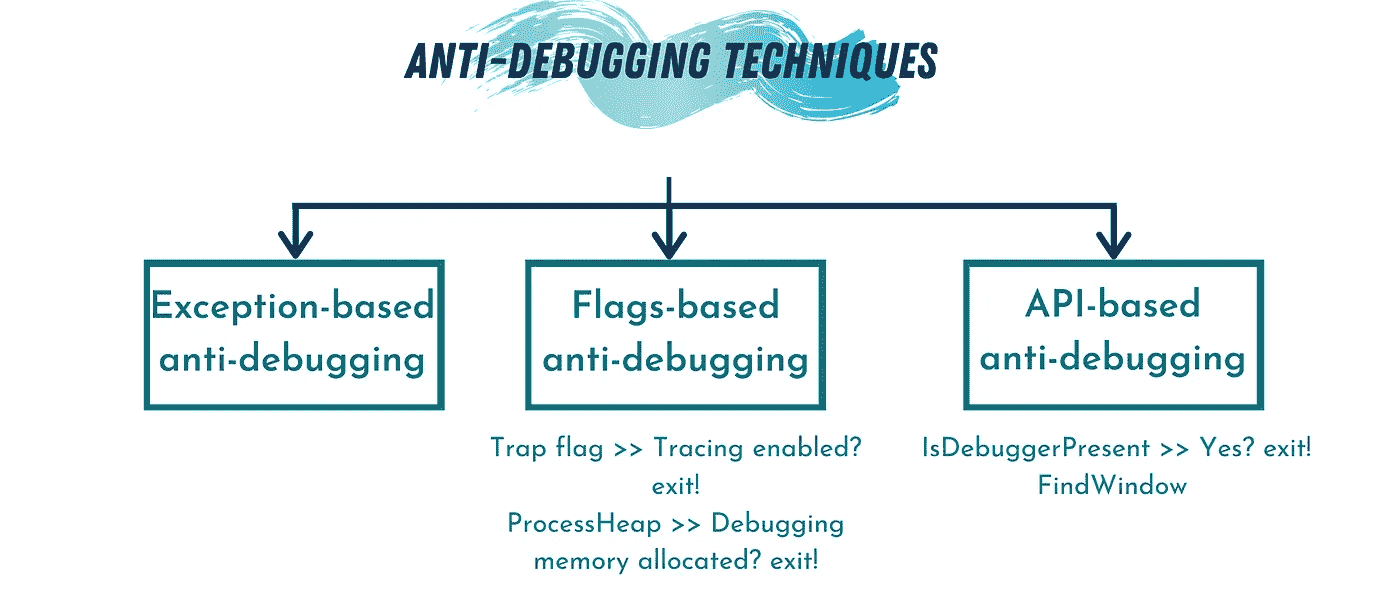 ANTI-DEBUGGING TECHNIQUES
Exception-based
anti-debugging
Flags-based
anti-debugging
Trap flag >> Tracing enabled?
exit!
ProcessHeap >> Debugging
memory allocated? exit!
API-based
anti-debugging
IsDebuggerPresent >> Yes? exit!
FindWindow